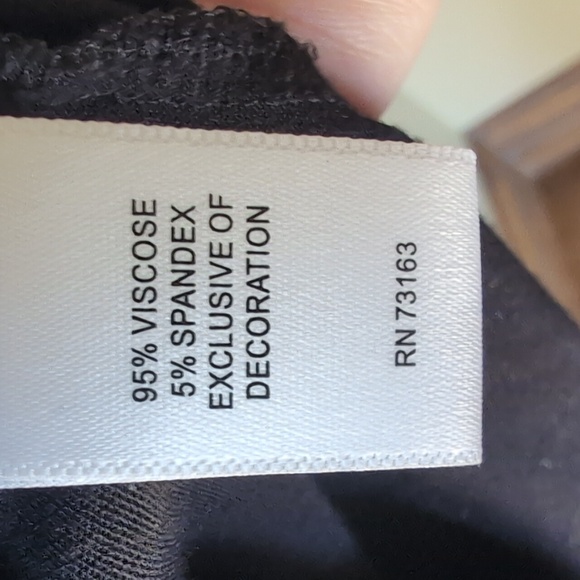 95% VISCOSE
5% SPANDEX
EXCLUSIVE OF
DECORATION
RN 73163